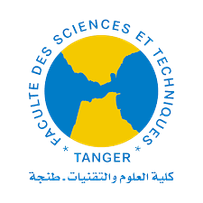 * FACULTE DES SCIENCES ET TECHNIQUES *
TANGER
كلية العلوم والتقنيات - طنجة